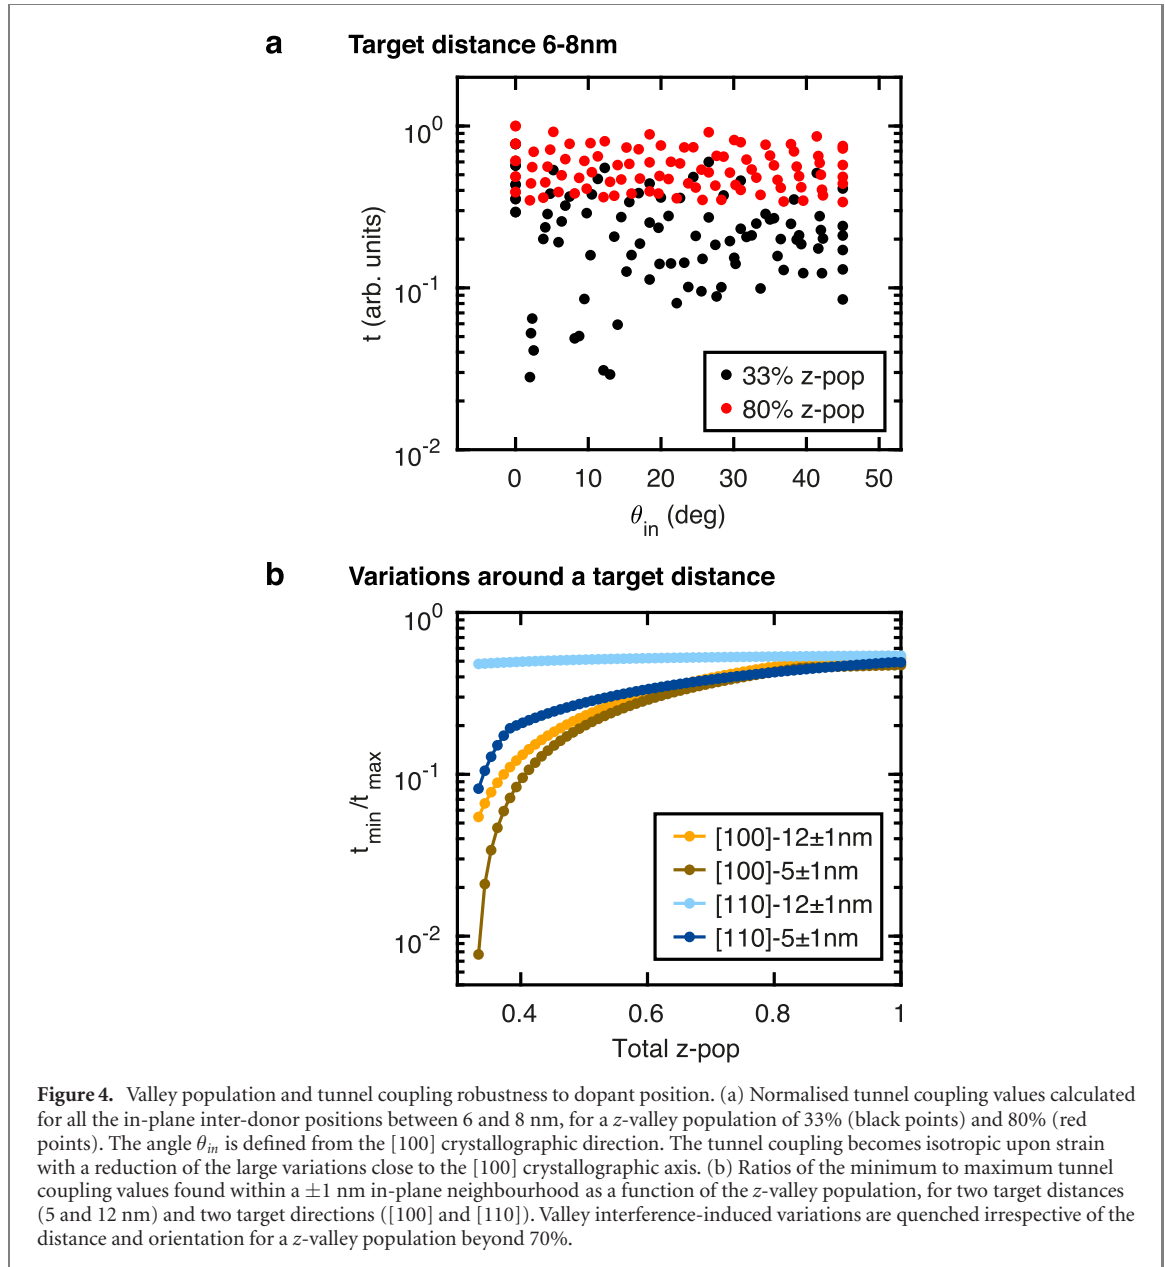 a Target distance 6-8nm
10^0
10^-1
10^-2
t (arb. units)
33% z-pop
80% z-pop
0 10 20 30 40 50
θ_in (deg)
b Variations around a target distance
10^0
10^-1
10^-2
t_min/t_max
[100]-12±1nm
[100]-5±1nm
[110]-12±1nm
[110]-5±1nm
0.4 0.6 0.8 1
Total z-pop
Figure 4. Valley population and tunnel coupling robustness to dopant position. (a) Normalised tunnel coupling values calculated
for all the in-plane inter-donor positions between 6 and 8 nm, for a z-valley population of 33% (black points) and 80% (red
points). The angle θ_in is defined from the [100] crystallographic direction. The tunnel coupling becomes isotropic upon strain
with a reduction of the large variations close to the [100] crystallographic axis. (b) Ratios of the minimum to maximum tunnel
coupling values found within a ±1 nm in-plane neighbourhood as a function of the z-valley population, for two target distances
(5 and 12 nm) and two target directions ([100] and [110]). Valley interference-induced variations are quenched irrespective of the
distance and orientation for a z-valley population beyond 70%.